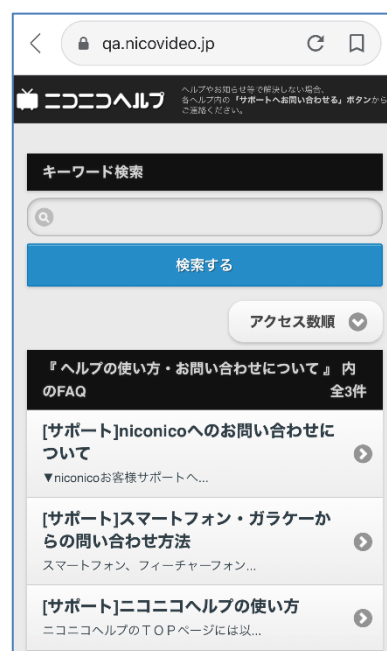 qa.nicovideo.jp
ニコニコヘルプ
ヘルプやお知らせ等で解決しない場合、
各ヘルプ内の「サポートへお問い合わせる」ボタンから
ご連絡ください。
キーワード検索
検索する
アクセス数順
『 ヘルプの使い方・お問い合わせについて 』 内
のFAQ 全3件
[サポート]niconicoへのお問い合わせに
ついて
▼niconicoお客様サポートへ...
[サポート]スマートフォン・ガラケーか
らの問い合わせ方法
スマートフォン、フィーチャーフォン...
[サポート]ニコニコヘルプの使い方
ニコニコヘルプのＴＯＰページには以...